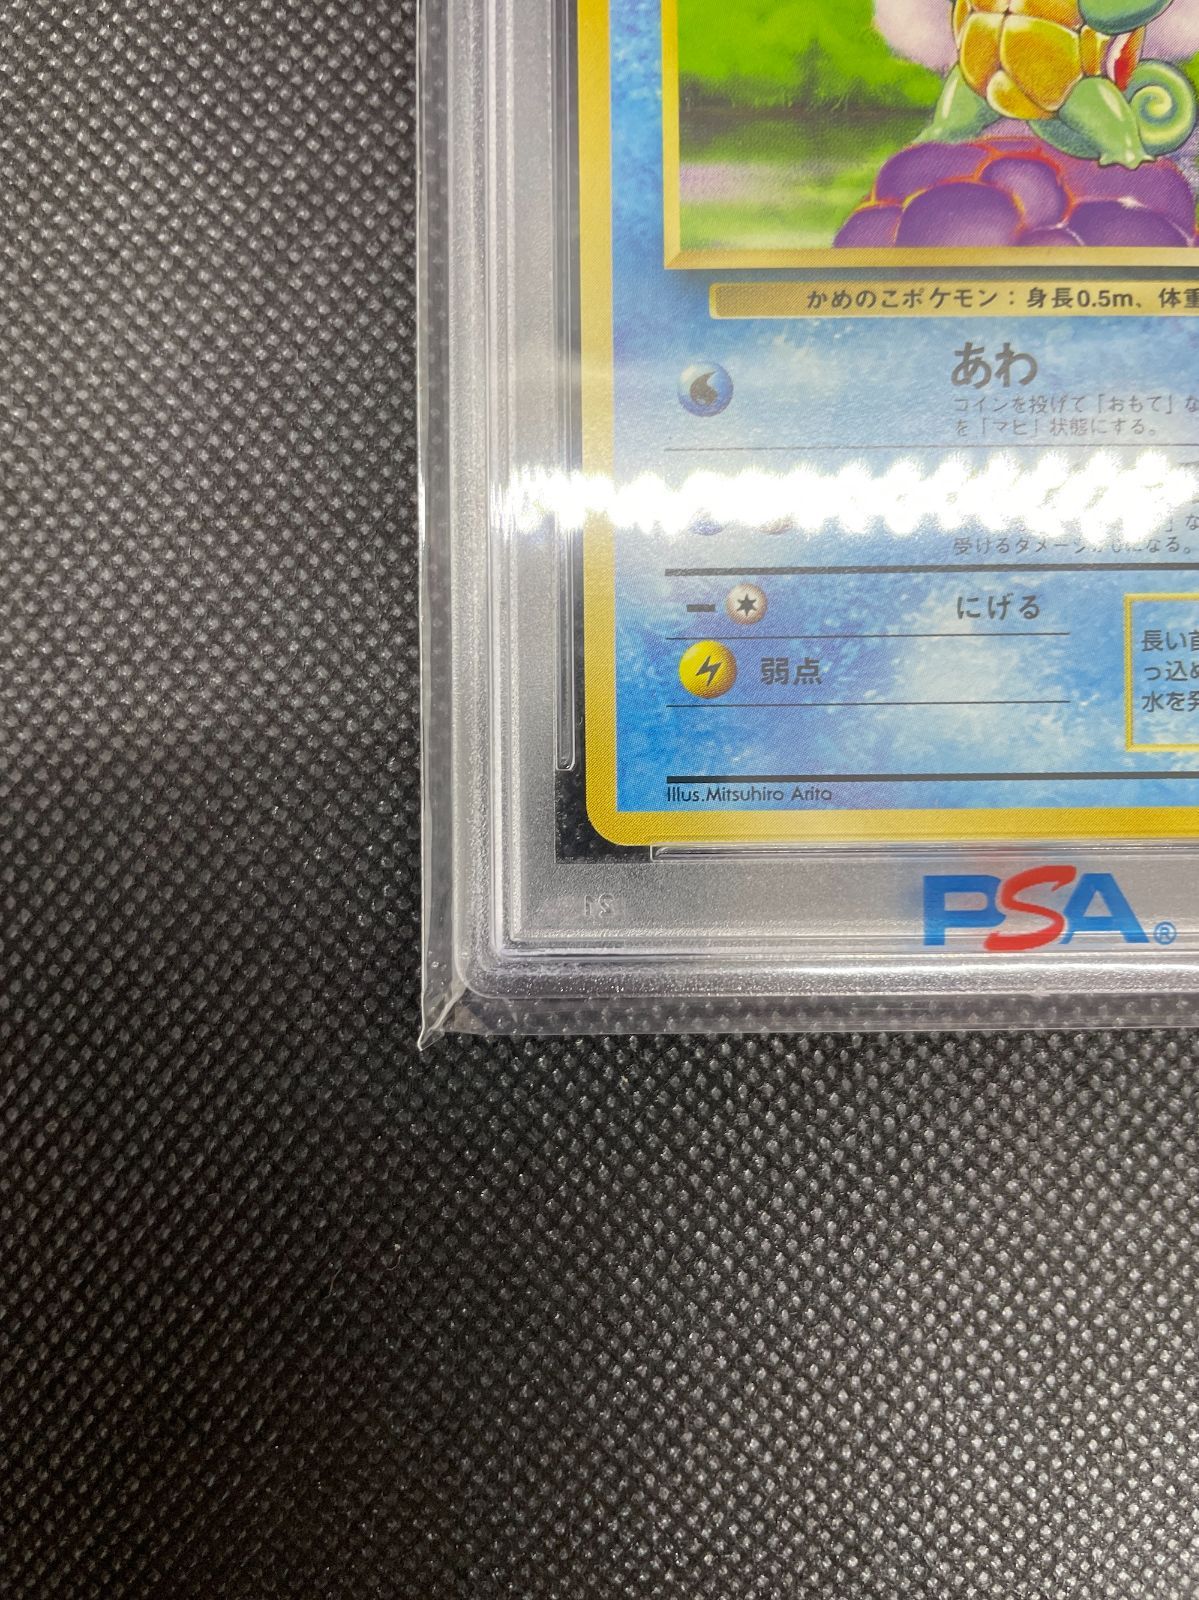 かめのこポケモン：身長0.5m、体重
あわ
コインを投げて「おもて」な
を「マヒ」状態にする。
受けるダメージが0になる。
にげる
弱点
長い首
っ込め
水を発
Illus.Mitsuhiro Arita
PSA®
21